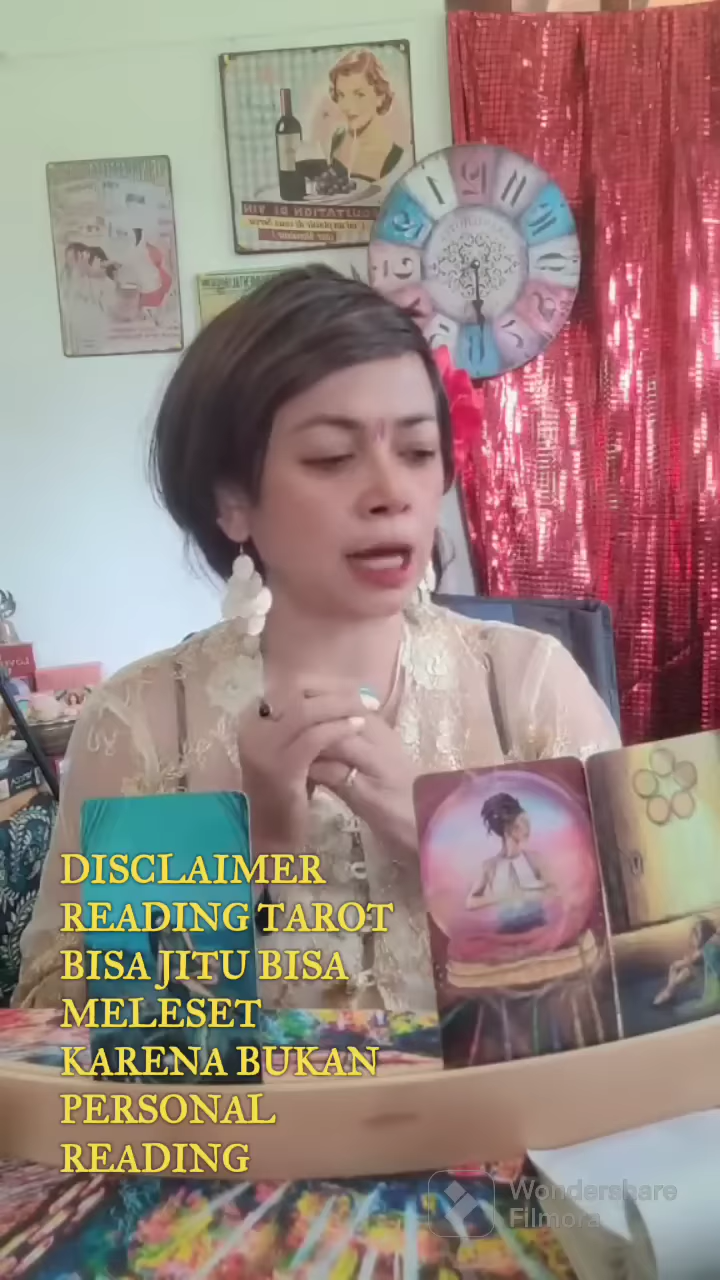 DISCLAIMER
READING TAROT
BISA JITU BISA
MELESET
KARENA BUKAN
PERSONAL
READING
Wondershare
Filmora